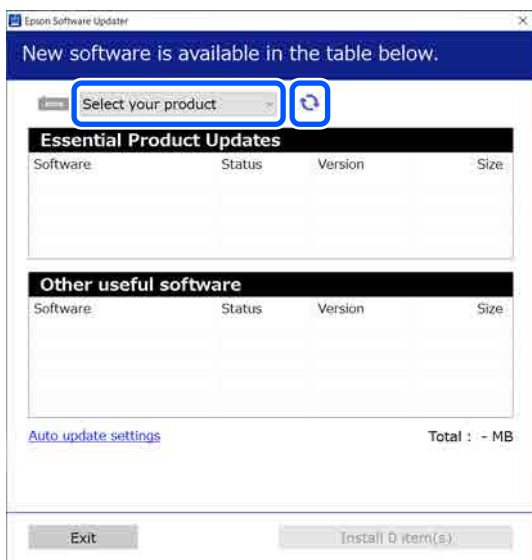 Epson Software Updater
New software is available in the table below.
Select your product
Essential Product Updates
Software Status Version Size
Other useful software
Software Status Version Size
Auto update settings Total : - MB
Exit Install 0 item(s)